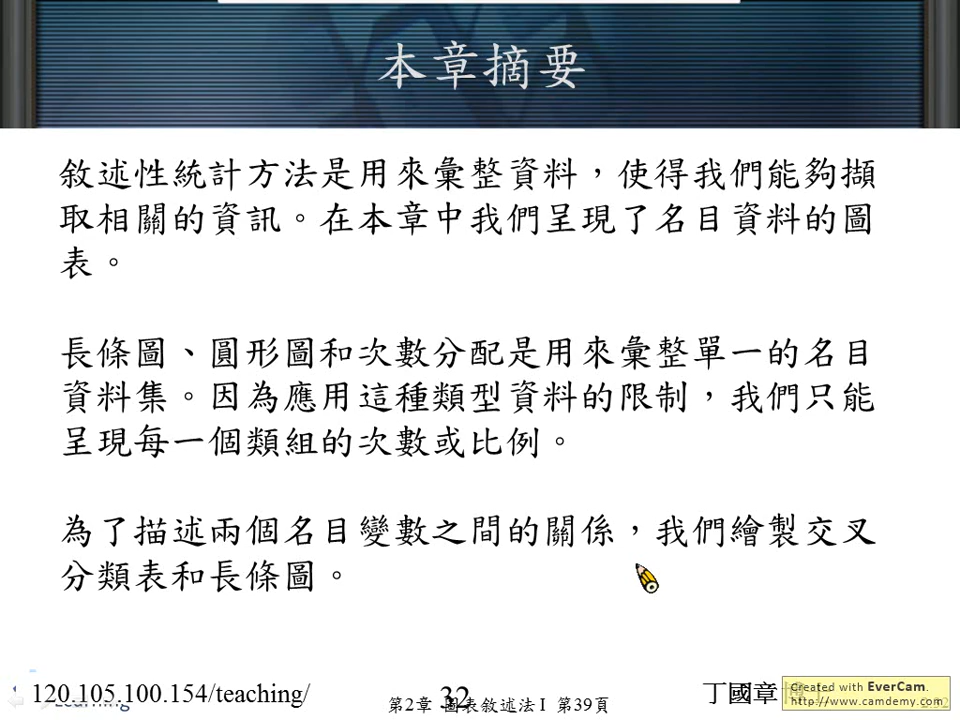 本章摘要
敘述性統計方法是用來彙整資料，使得我們能夠擷
取相關的資訊。在本章中我們呈現了名目資料的圖
表。
長條圖、圓形圖和次數分配是用來彙整單一的名目
資料集。因為應用這種類型資料的限制，我們只能
呈現每一個類組的次數或比例。
為了描述兩個名目變數之間的關係，我們繪製交叉
分類表和長條圖。
120.105.100.154/teaching/
Learning
32
第2章 圖表敘述法 I 第39頁
丁國章
Created with EverCam.
http://www.camdemy.com